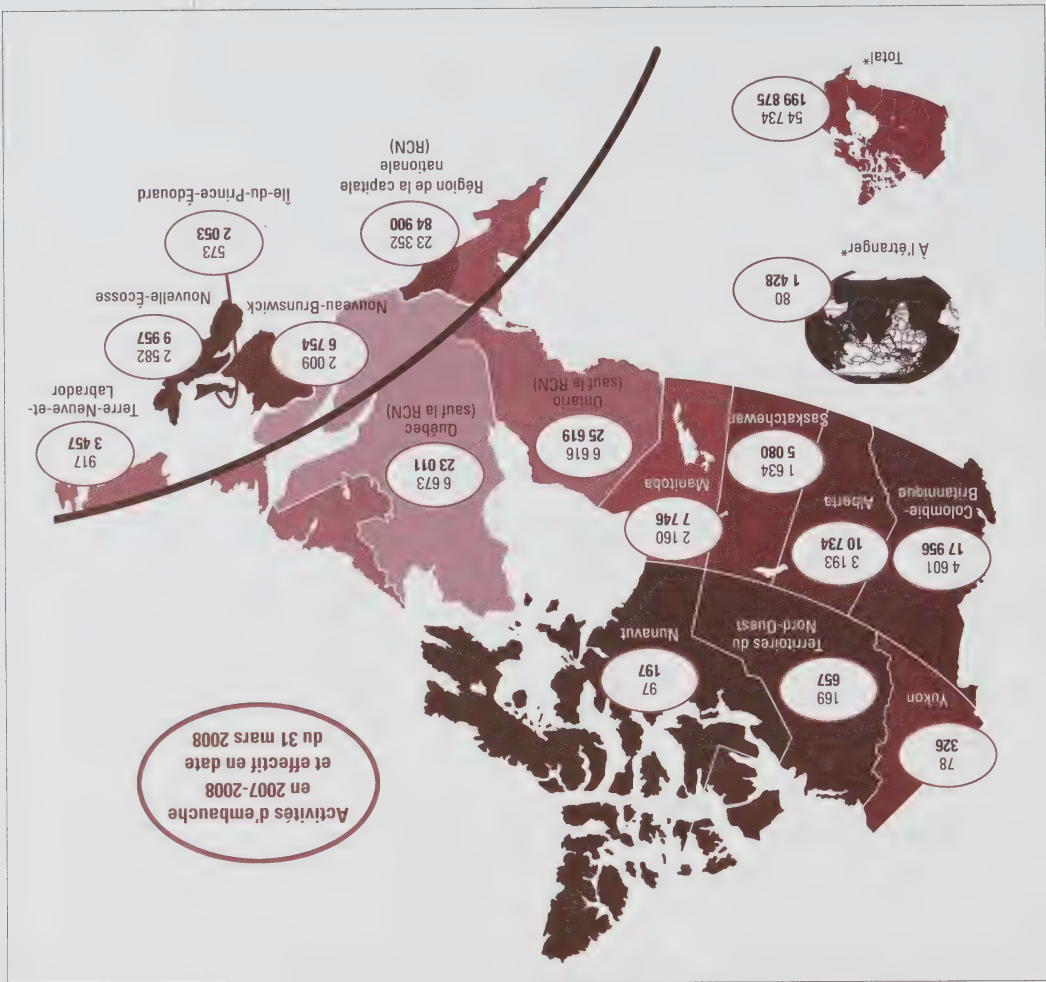 Activités d'embauche
en 2007-2008
et effectif en date
du 31 mars 2008
78
326
Yukon
169
657
Territoires du
Nord-Ouest
97
197
Nunavut
4 601
17 956
Colombie-
Britannique
3 193
10 734
Alberta
1 634
5 080
Saskatchewan
2 160
7 746
Manitoba
6 616
25 619
Ontario
(sauf la RCN)
6 673
23 011
Québec
(sauf la RCN)
917
3 457
Terre-Neuve-et-
Labrador
2 009
6 754
Nouveau-Brunswick
2 582
9 957
Nouvelle-Écosse
573
2 053
Île-du-Prince-Édouard
80
1 428
À l'étranger*
23 352
84 900
Région de la capitale
nationale
(RCN)
54 734
199 875
Total*